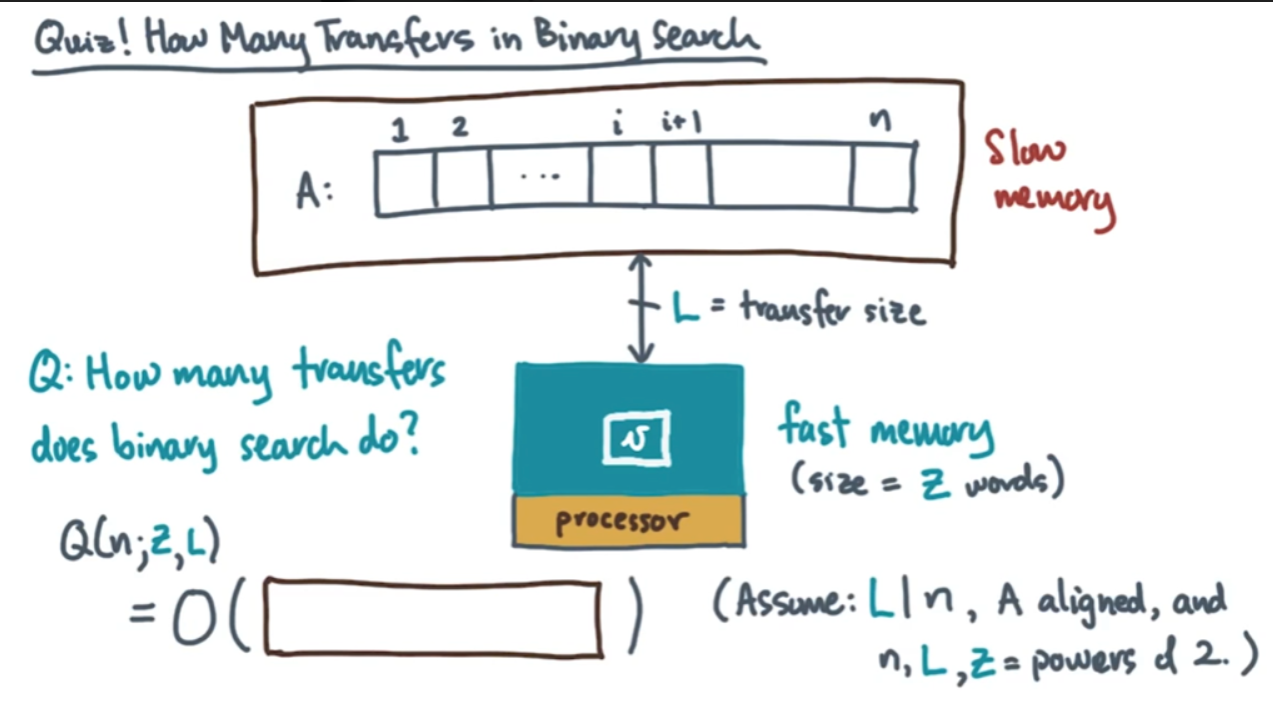 Quiz! How Many Transfers in Binary Search
1 2 i i+1 n
A: ...
Slow
memory
L = transfer size
Q: How many transfers
does binary search do?
v
fast memory
(size = Z words)
processor
Q(n;Z,L)
= O( )
(Assume: L|n, A aligned, and
n, L, Z = powers of 2.)